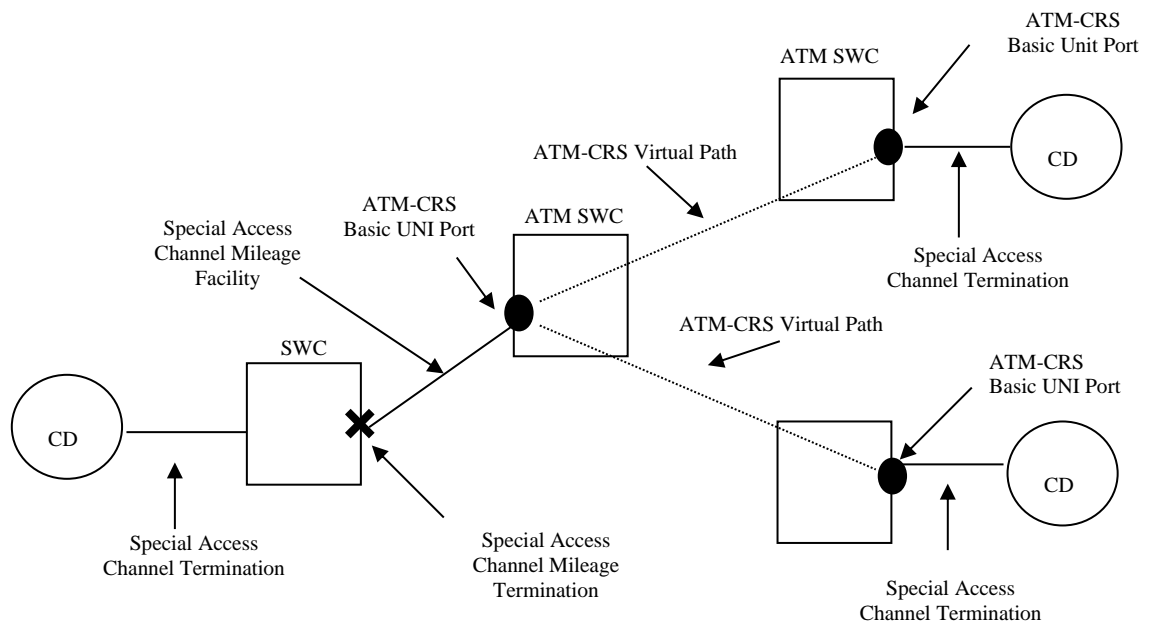 ATM-CRS
Basic Unit Port
ATM SWC
ATM-CRS Virtual Path
CD
ATM-CRS
Basic UNI Port
ATM SWC
Special Access
Channel Mileage
Facility
Special Access
Channel Termination
ATM-CRS Virtual Path
SWC
ATM-CRS
Basic UNI Port
CD
CD
Special Access
Channel Termination
Special Access
Channel Mileage
Termination
Special Access
Channel Termination